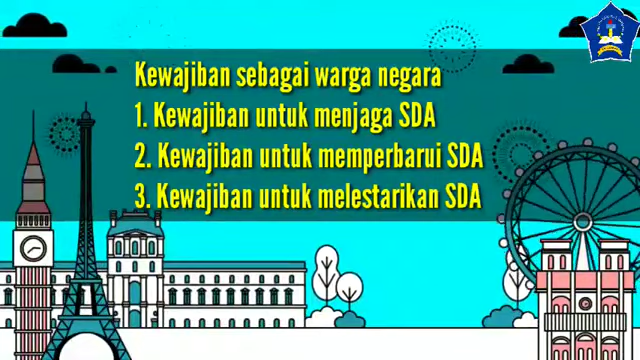 Kewajiban sebagai warga negara
1. Kewajiban untuk menjaga SDA
2. Kewajiban untuk memperbarui SDA
3. Kewajiban untuk melestarikan SDA